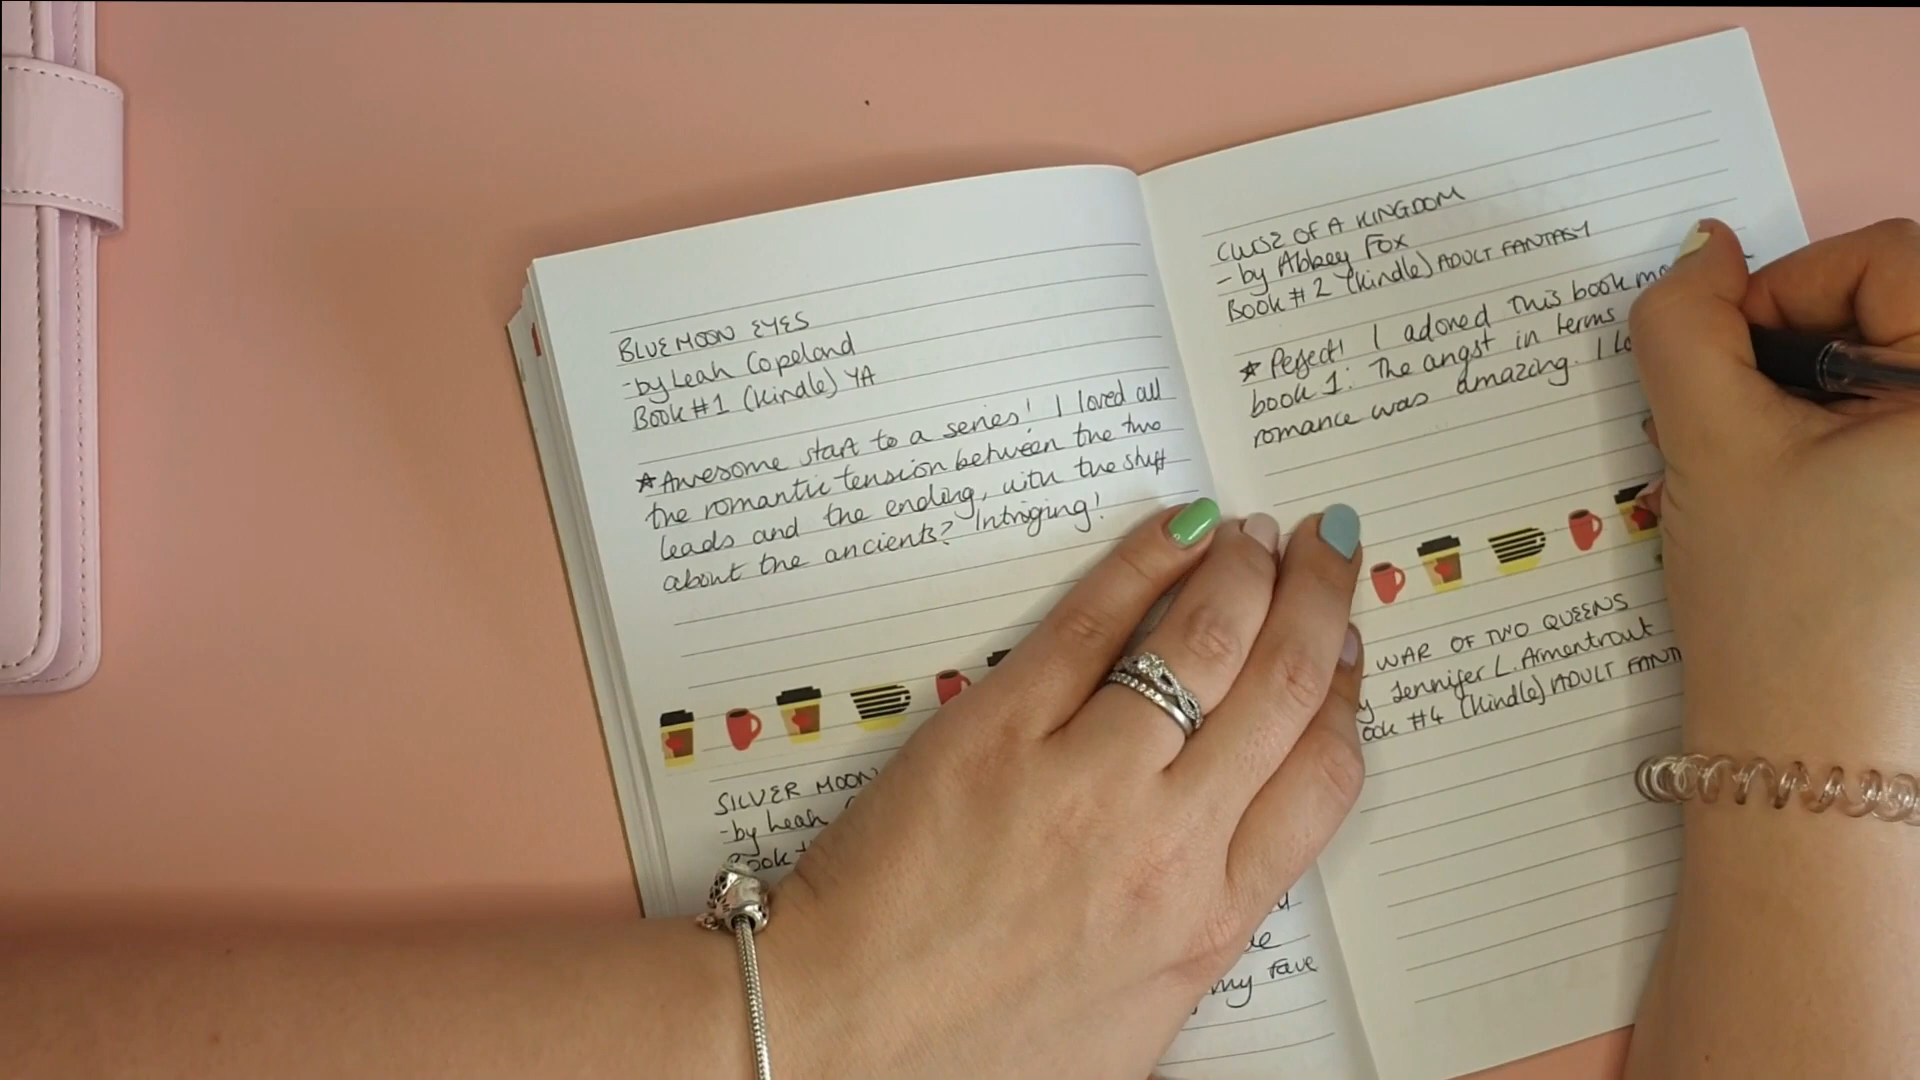 BLUE MOON EYES
- by Leah Copeland
Book #1 (Kindle) YA
☆ Awesome start to a series! I loved all
the romantic tension between the two
leads and the ending, with the stuff
about the ancients? Intriging!
SILVER MOON
- by Leah
Book
my fave
CURSE OF A KINGDOM
- by Abbey Fox
Book #2 (Kindle) ADULT FANTASY
☆ Perfect! I adored this book
book 1. The angst in terms
romance was amazing. I
WAR OF TWO QUEENS
Jennifer L. Armentrout
#4 (Kindle) ADULT